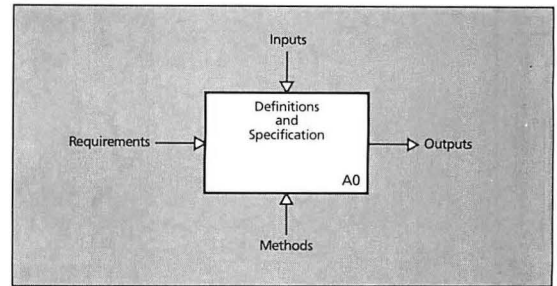 Inputs
Definitions
and
Specification
Requirements
Outputs
A0
Methods